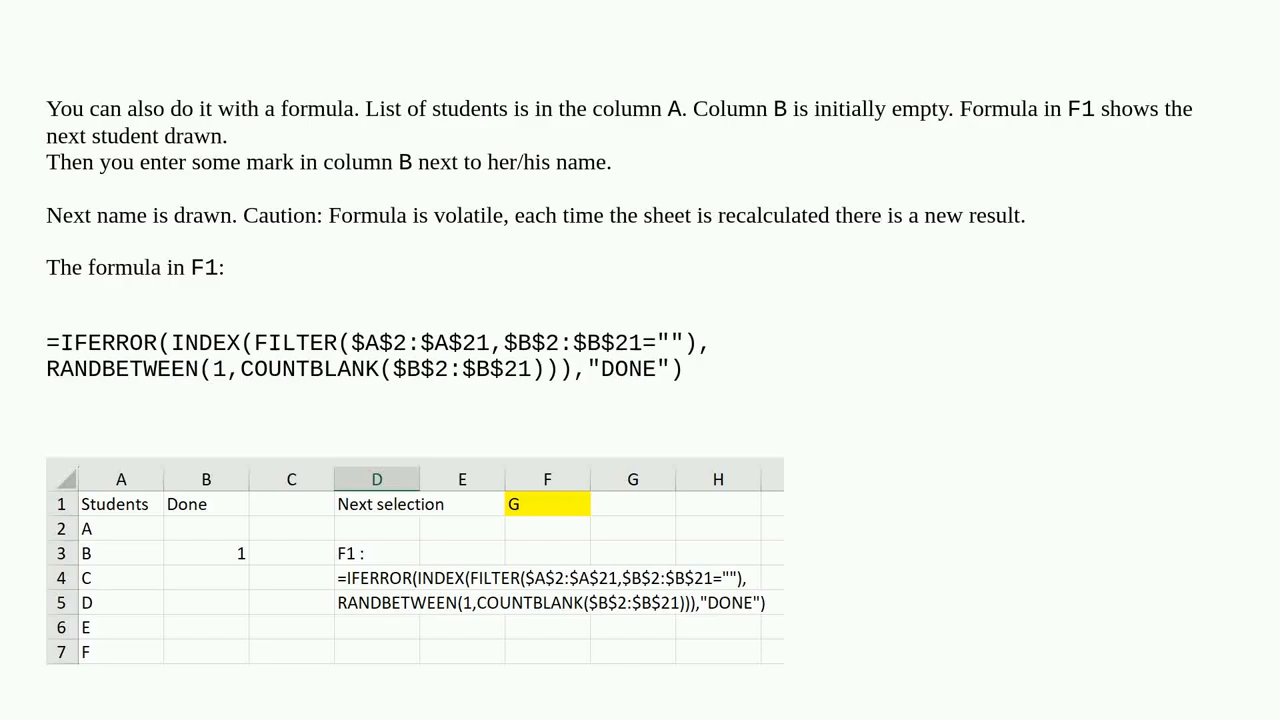 You can also do it with a formula. List of students is in the column A. Column B is initially empty. Formula in F1 shows the
next student drawn.
Then you enter some mark in column B next to her/his name.
Next name is drawn. Caution: Formula is volatile, each time the sheet is recalculated there is a new result.
The formula in F1:
=IFERROR(INDEX(FILTER($A$2:$A$21,$B$2:$B$21=""),
RANDBETWEEN(1,COUNTBLANK($B$2:$B$21))),"DONE")
A B C D E F G H
1 Students Done Next selection G
2 A
3 B 1 F1 :
4 C =IFERROR(INDEX(FILTER($A$2:$A$21,$B$2:$B$21=""),
5 D RANDBETWEEN(1,COUNTBLANK($B$2:$B$21))),"DONE")
6 E
7 F